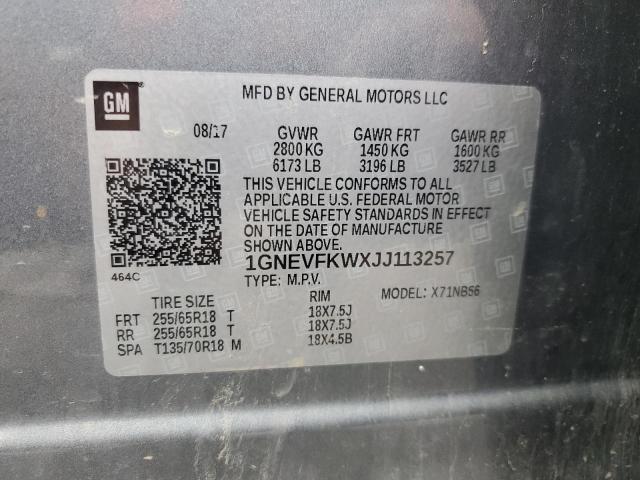 GM
MFD BY GENERAL MOTORS LLC
08/17 GVWR GAWR FRT GAWR RR
2800 KG 1450 KG 1600 KG
6173 LB 3196 LB 3527 LB
THIS VEHICLE CONFORMS TO ALL
APPLICABLE U.S. FEDERAL MOTOR
VEHICLE SAFETY STANDARDS IN EFFECT
ON THE DATE OF MANUFACTURE
SHOWN ABOVE.
464C 1GNEVFKWXJJ113257
TYPE: M.P.V. MODEL: X71NB56
TIRE SIZE RIM
FRT 255/65R18 T 18X7.5J
RR 255/65R18 T 18X7.5J
SPA T135/70R18 M 18X4.5B